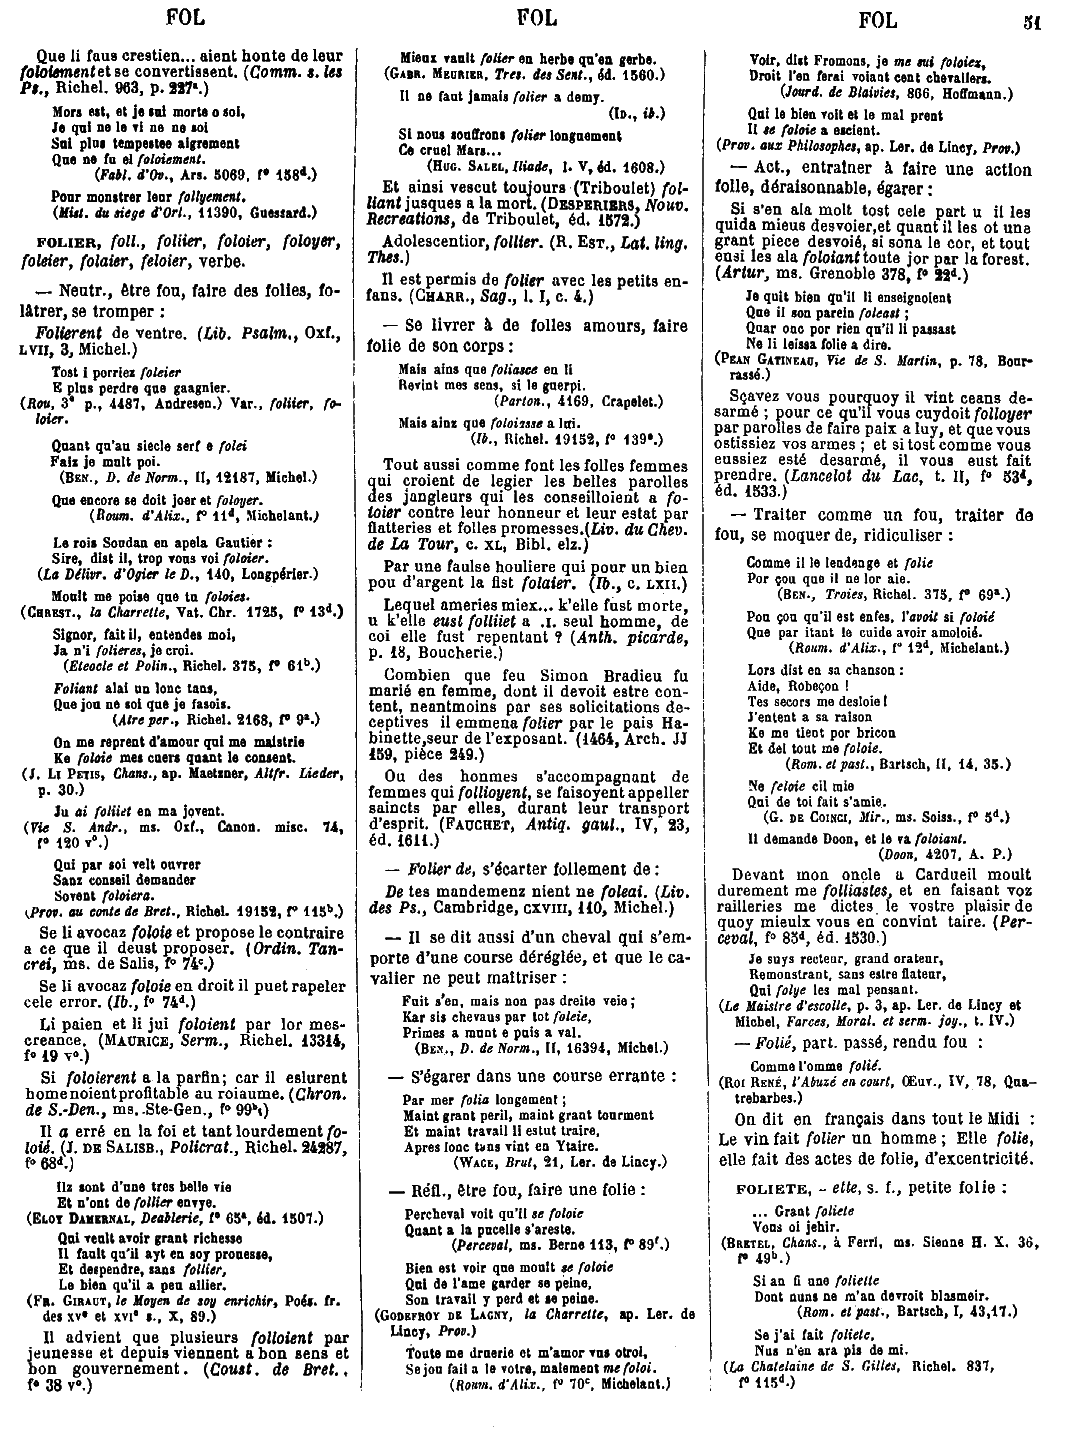 FOL
FOL
FOL
51
Que li faus crestien... aient honte de leur
foloiement et se convertissent. (Comm. s. les
Ps., Richel. 963, p. 227ᵃ.)
Mors est, et je sui morte o soi,
Je qui ne le vi ne ne soi
Sui plus tempestee aigrement
Que ne fu el foloiement.
(Fabl. d'Ov., Ars. 5069, f° 158ᵈ.)
Pour monstrer leur follyement.
(Mist. du siege d'Orl., 11390, Guessard.)
FOLIER, foll., foliier, foloier, foloyer,
foleier, folaier, feloier, verbe.
— Neutr., être fou, faire des folies, fo-
lâtrer, se tromper :
Folierent de ventre. (Lib. Psalm., Oxf.,
LVII, 3, Michel.)
Tost i porriez foleier
E plus perdre que gaagnier.
(Rou, 3ᵉ p., 4487, Andresen.) Var., foliier, fo-
loier.
Quant qu'au siecle serf e folei
Faiz je mult poi.
(BEN., D. de Norm., II, 12187, Michel.)
Que encore se doit joer et foloyer.
(Roum. d'Alix., f° 11ᵈ, Michelant.)
Le rois Soudan en apela Gautier :
Sire, dist il, trop vous voi foloier.
(La Délivr. d'Ogier le D., 140, Longpérier.)
Moult me poise que tu foloies.
(CHREST., la Charrette, Vat. Chr. 1725, f° 13ᵈ.)
Signor, fait il, entendes moi,
Ja n'i folieres, je croi.
(Eteocle et Polin., Richel. 375, f° 61ᵇ.)
Foliant alai un lonc tans,
Que jou ne soi que je fasois.
(Atre per., Richel. 2168, f° 9ᵃ.)
On me reprent d'amour qui me maistrie
Ke foloie mes cuers quant le consent.
(J. LI PETIS, Chans., ap. Maetzner, Altfr. Lieder,
p. 30.)
Ju ai foliiet en ma jovent.
(Vie S. Andr., ms. Oxf., Canon. misc. 74,
f° 120 v°.)
Qui par soi velt ouvrer
Sanz conseil demander
Sovent foloiera.
(Prov. au conte de Bret., Richel. 19152, f° 115ᵇ.)
Se li avocaz foloie et propose le contraire
a ce que il deust proposer. (Ordin. Tan-
crei, ms. de Salis, f° 74ᶜ.)
Se li avocaz foloie en droit il puet rapeler
cele error. (Ib., f° 74ᵈ.)
Li paien et li jui foloient par lor mes-
creance. (MAURICE, Serm., Richel. 13314,
f° 19 v°.)
Si foloierent a la parfin; car il eslurent
home noient profitable au roiaume. (Chron.
de S.-Den., ms. Ste-Gen., f° 99ᵇ.)
Il a erré en la foi et tant lourdement fo-
loié. (J. DE SALISB., Policrat., Richel. 24287,
f° 68ᵈ.)
Ilz sont d'une tres belle vie
Et n'ont de follier envye.
(ELOY DAMERNAL, Deablerie, f° 65ᵃ, éd. 1507.)
Qui veult avoir grant richesse
Il fault qu'il ayt en soy prouesse,
Et despendre, sans follier,
Le bien qu'il a peu allier.
(FR. GIRAUT, le Moyen de soy enrichir, Poés. fr.
des XVᵉ et XVIᵉ s., X, 89.)
Il advient que plusieurs folloient par
jeunesse et depuis viennent a bon sens et
bon gouvernement. (Coust. de Bret.,
f° 38 v°.)
Mieux vault folier en herbe qu'en gerbe.
(GABR. MEURIER, Tres. des Sent., éd. 1560.)
Il ne faut jamais folier a demy.
(ID., ib.)
Si nous souffrons folier longuement
Ce cruel Mars...
(HUG. SALEL, Iliade, l. V, éd. 1608.)
Et ainsi vescut toujours (Triboulet) fol-
liant jusques a la mort. (DESPERIERS, Nouv.
Recreations, de Triboulet, éd. 1572.)
Adolescentior, follier. (R. EST., Lat. ling.
Thes.)
Il est permis de folier avec les petits en-
fans. (CHARR., Sag., l. I, c. 4.)
— Se livrer à de folles amours, faire
folie de son corps :
Mais ains que foliasce en li
Revint mes sens, si le guerpi.
(Parton., 4169, Crapelet.)
Mais ainz que foloizsse a lui.
(Ib., Richel. 19152, f° 139ᵃ.)
Tout aussi comme font les folles femmes
qui croient de legier les belles parolles
des jangleurs qui les conseilloient a fo-
toier contre leur honneur et leur estat par
flatteries et folles promesses. (Liv. du Chev.
de La Tour, c. XL, Bibl. elz.)
Par une faulse houliere qui pour un bien
pou d'argent la fist folaier. (Ib., c. LXII.)
Lequel ameries miex... k'elle fust morte,
u k'elle eust folliiet a .I. seul homme, de
coi elle fust repentant ? (Anth. picarde,
p. 18, Boucherie.)
Combien que feu Simon Bradieu fu
marié en femme, dont il devoit estre con-
tent, neantmoins par ses solicitations de-
ceptives il emmena folier par le pais Ha-
binette, seur de l'exposant. (1464, Arch. JJ
159, pièce 249.)
Ou des honmes s'accompagnant de
femmes qui follioyent, se faisoyent appeller
saincts par elles, durant leur transport
d'esprit. (FAUCHET, Antiq. gaul., IV, 23,
éd. 1611.)
— Folier de, s'écarter follement de :
De tes mandemenz nient ne foleai. (Liv.
des Ps., Cambridge, CXVIII, 110, Michel.)
— Il se dit aussi d'un cheval qui s'em-
porte d'une course déréglée, et que le ca-
valier ne peut maîtriser :
Fuit s'en, mais non pas dreite veie ;
Kar sis chevaus par tot foleie,
Primes a munt e puis a val.
(BEN., D. de Norm., II, 16394, Michel.)
— S'égarer dans une course errante :
Par mer folia longement ;
Maint grant peril, maint grant tourment
Et maint travail li estut traire,
Apres lonc tans vint en Ytaire.
(WACE, Brut, 21, Ler. de Lincy.)
— Réfl., être fou, faire une folie :
Percheval voit qu'il se foloie
Quant a la pucelle s'areste.
(Perceval, ms. Berne 113, f° 89ᶠ.)
Bien est voir que moult se foloie
Qui de l'ame garder se peine,
Son travail y perd et se peine.
(GODEFROY DE LAGNY, la Charrette, ap. Ler. de
Lincy, Prov.)
Toute me druerie et m'amor vus otroi,
Se jou fail a le votre, malement me foloi.
(Roum. d'Alix., f° 70ᶜ, Michelant.)
Voir, dist Fromons, je me sui foloiez,
Droit l'en ferai voiant cent chevaliers.
(Jourd. de Blaivies, 866, Hoffmann.)
Qui le bien voit et le mal prent
Il se foloie a escient.
(Prov. aux Philosophes, ap. Ler. de Lincy, Prov.)
— Act., entraîner à faire une action
folle, déraisonnable, égarer :
Si s'en ala molt tost cele part u il les
quida mieus desvoier, et quant il les ot une
grant piece desvoié, si sona le cor, et tout
ensi les ala foloiant toute jor par la forest.
(Artur, ms. Grenoble 378, f° 22ᵈ.)
Je quit bien qu'il li enseignoient
Que il son parein foleast ;
Quar onc por rien qu'il li passast
Ne li leissa folie a dire.
(PEAN GATINEAU, Vie de S. Martin, p. 78, Bour-
rassé.)
Sçavez vous pourquoy il vint ceans de-
sarmé ; pour ce qu'il vous cuydoit folloyer
par parolles de faire paix a luy, et que vous
ostissiez vos armes ; et si tost comme vous
eussiez esté desarmé, il vous eust fait
prendre. (Lancelot du Lac, t. II, f° 53ᵈ,
éd. 1533.)
— Traiter comme un fou, traiter de
fou, se moquer de, ridiculiser :
Comme il le lendenge et folie
Por çou que il ne lor aie.
(BEN., Troies, Richel. 375, f° 69ᵃ.)
Pou çou qu'il est enfes, l'avoit si foloié
Que par itant le cuide avoir amoloié.
(Roum. d'Alix., f° 12ᵈ, Michelant.)
Lors dist en sa chanson :
Aide, Robeçon !
Tes secors me desloie !
J'entent a sa raison
Ke me tient por bricon
Et del tout me foloie.
(Rom. et past., Bartsch, II, 14, 35.)
Ne feloie cil mie
Qui de toi fait s'amie.
(G. DE COINCI, Mir., ms. Soiss., f° 5ᵈ.)
Il demande Doon, et le va foloiant.
(Doon, 4207, A. P.)
Devant mon oncle a Cardueil moult
durement me folliastes, et en faisant voz
railleries me dictes le vostre plaisir de
quoy mieulx vous en convint taire. (Per-
ceval, f° 85ᵈ, éd. 1530.)
Je suys recteur, grand orateur,
Remonstrant, sans estre flateur,
Qui folye les mal pensant.
(Le Maistre d'escolle, p. 3, ap. Ler. de Lincy et
Michel, Farces, Moral. et serm. joy., t. IV.)
— Folié, part. passé, rendu fou :
Comme l'omme folié.
(ROI RENÉ, l'Abuzé en court, Œuv., IV, 78, Qua-
trebarbes.)
On dit en français dans tout le Midi :
Le vin fait folier un homme ; Elle folie,
elle fait des actes de folie, d'excentricité.
FOLIETE, - ette, s. f., petite folie :
... Grant foliete
Vous oi jehir.
(BRETEL, Chans., à Ferri, ms. Sienne H. X. 36,
f° 49ᵇ.)
Si an fi une foliette
Dont nuns ne m'an devroit blasmeir.
(Rom. et past., Bartsch, I, 43,17.)
Se j'ai fait foliete,
Nus n'en ara pis de mi.
(La Chatelaine de S. Gilles, Richel. 837,
f° 115ᵈ.)